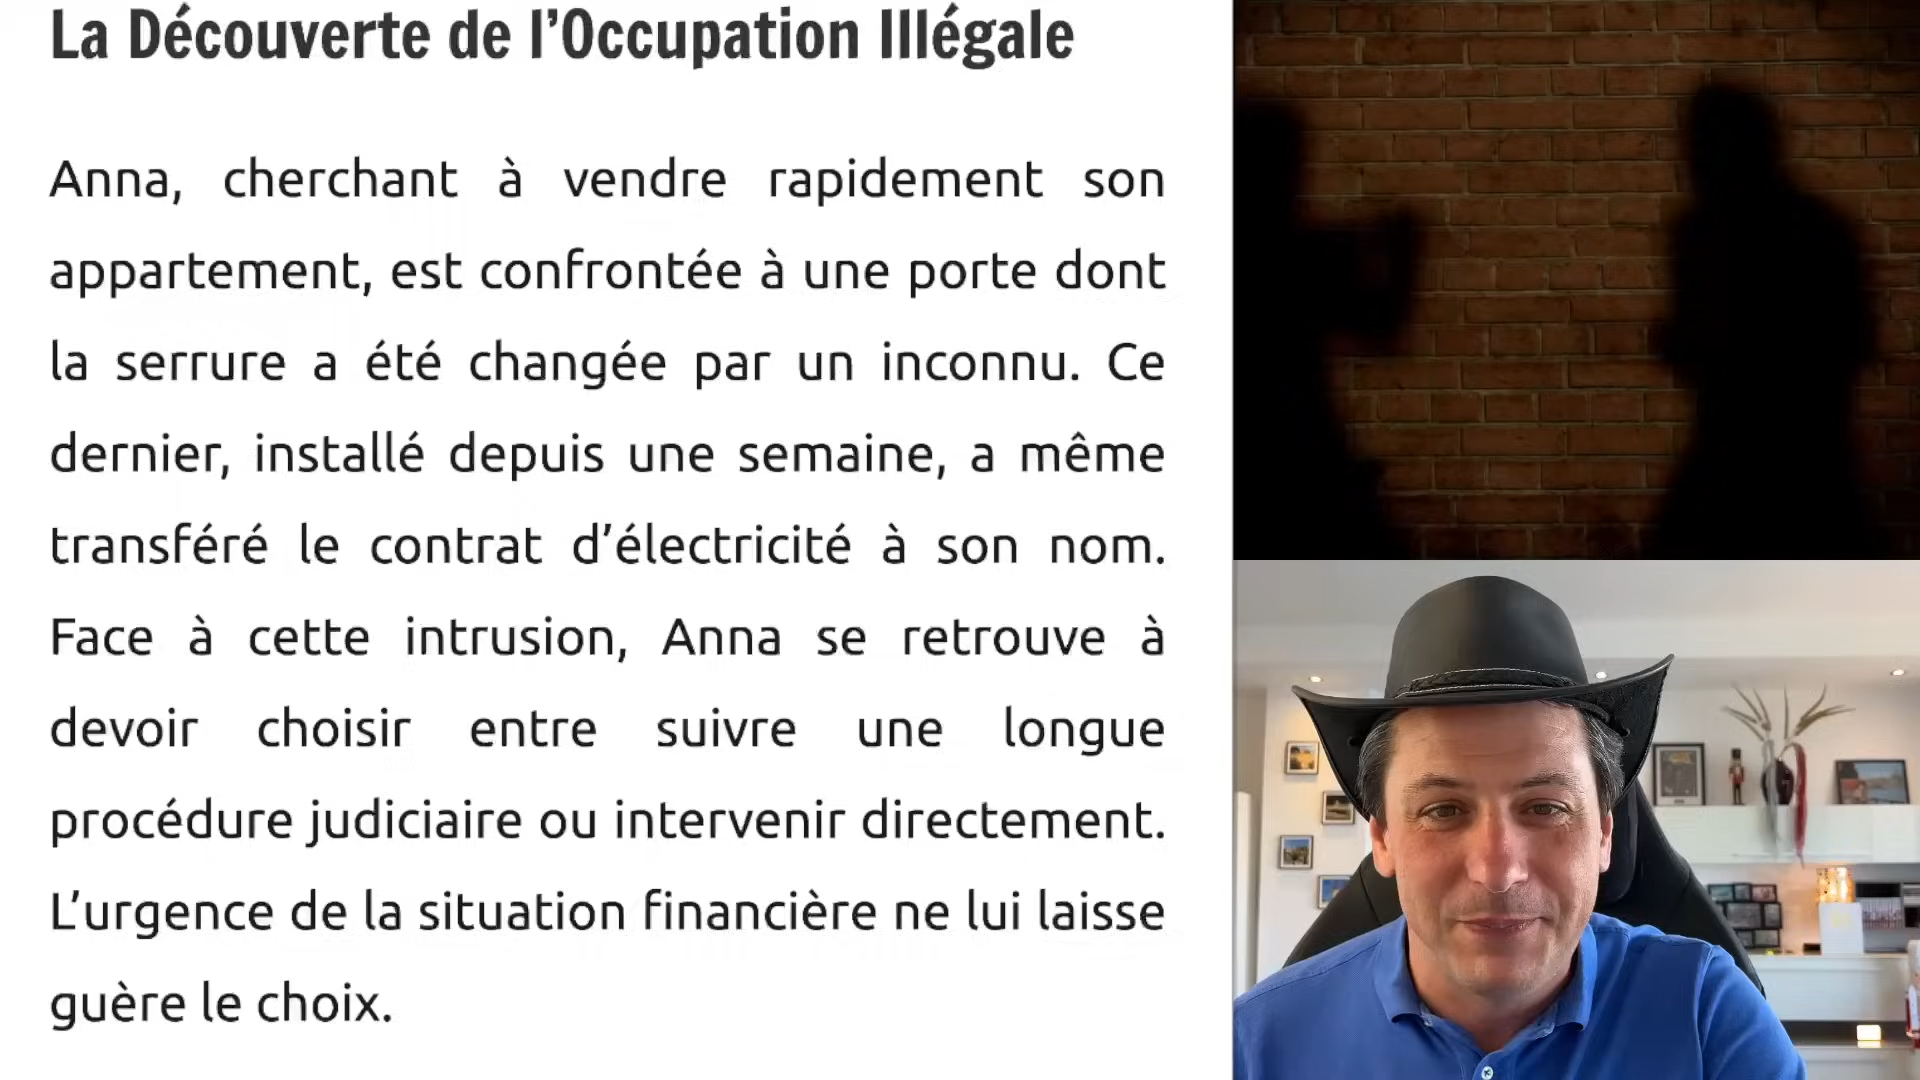 La Découverte de l’Occupation Illégale
Anna, cherchant à vendre rapidement son
appartement, est confrontée à une porte dont
la serrure a été changée par un inconnu. Ce
dernier, installé depuis une semaine, a même
transféré le contrat d’électricité à son nom.
Face à cette intrusion, Anna se retrouve à
devoir choisir entre suivre une longue
procédure judiciaire ou intervenir directement.
L’urgence de la situation financière ne lui laisse
guère le choix.